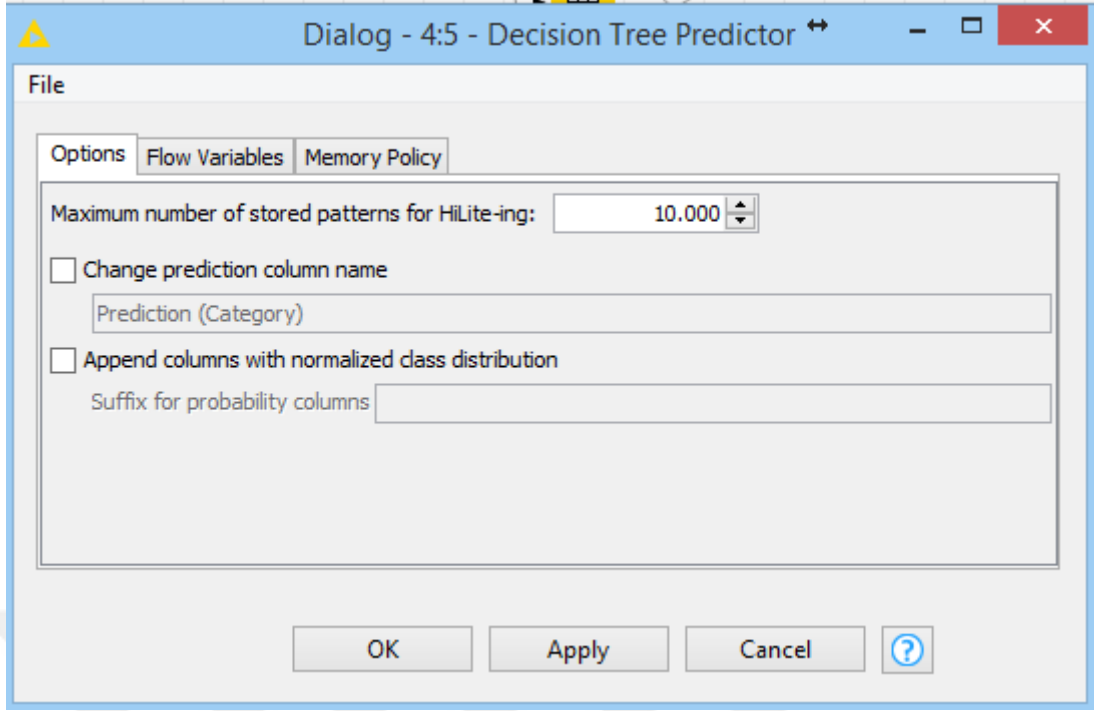 Dialog - 4:5 - Decision Tree Predictor
File
Options Flow Variables Memory Policy
Maximum number of stored patterns for HiLite-ing: 10.000
Change prediction column name
Prediction (Category)
Append columns with normalized class distribution
Suffix for probability columns
OK Apply Cancel ?